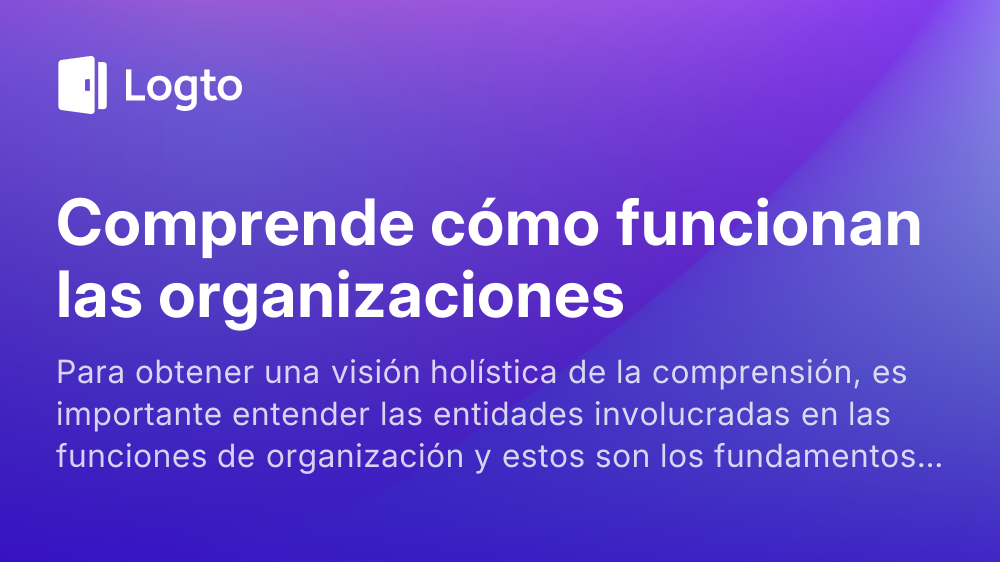 Logto
Comprende cómo funcionan
las organizaciones
Para obtener una visión holística de la comprensión, es
importante entender las entidades involucradas en las
funciones de organización y estos son los fundamentos...